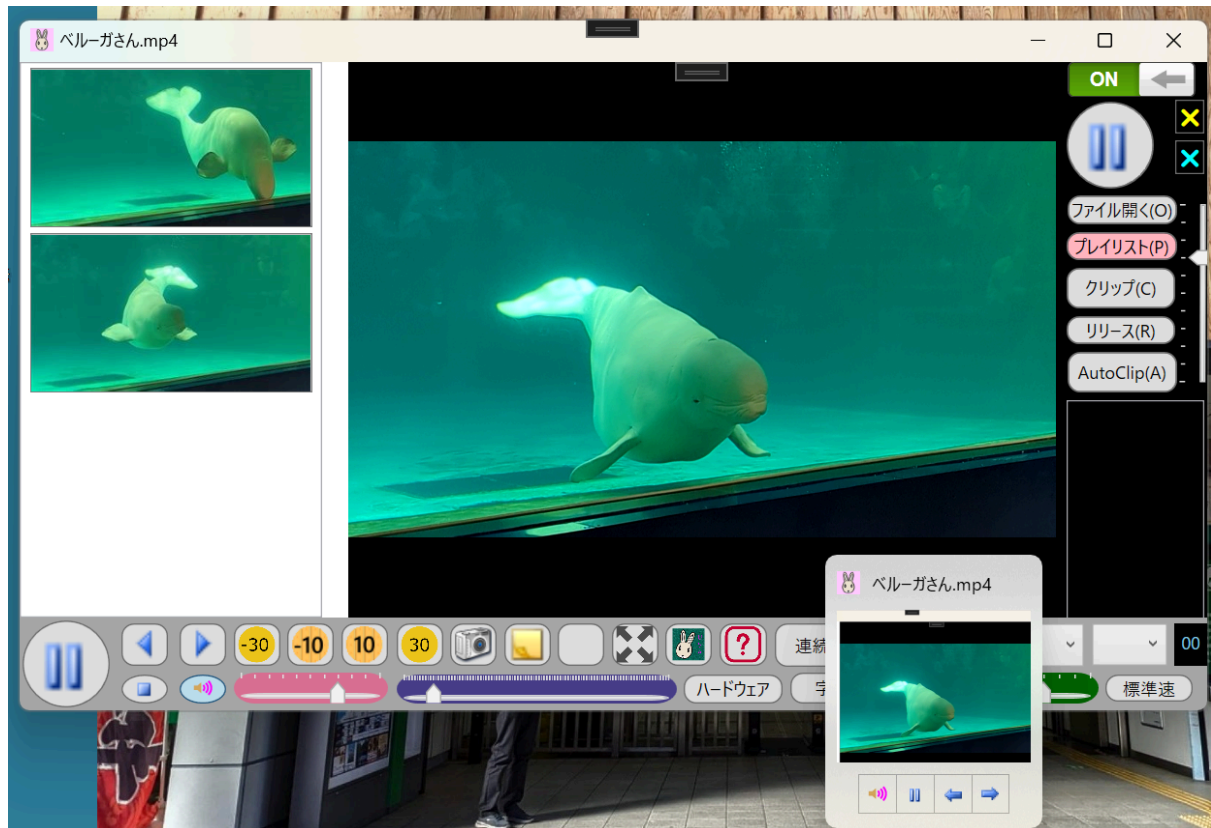 ベルーガさん.mp4
ON
ファイル開く(O)
プレイリスト(P)
クリップ(C)
リリース(R)
AutoClip(A)
ベルーガさん.mp4
-30
-10
10
30
?
連続
00
ハードウェア
標準速